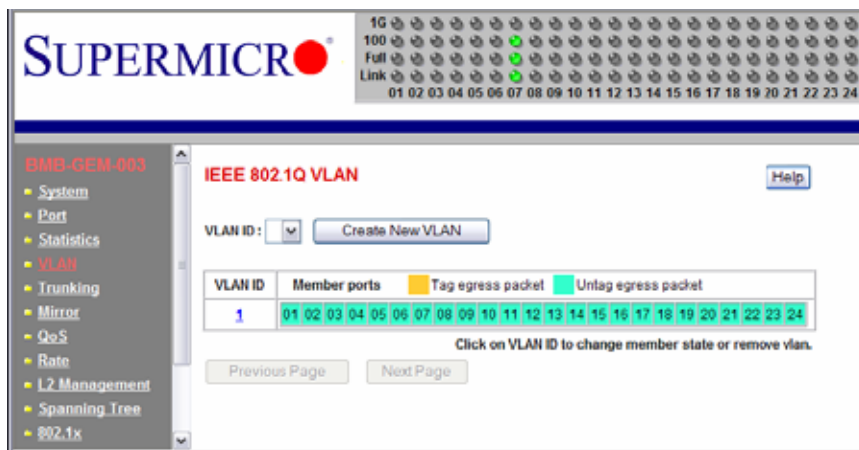 SUPERMICRO
1G
100
Full
Link
01 02 03 04 05 06 07 08 09 10 11 12 13 14 15 16 17 18 19 20 21 22 23 24
BMB-GEM-003
System
Port
Statistics
VLAN
Trunking
Mirror
QoS
Rate
L2 Management
Spanning Tree
802.1x
IEEE 802.1Q VLAN
Help
VLAN ID :
Create New VLAN
VLAN ID Member ports Tag egress packet Untag egress packet
1 01 02 03 04 05 06 07 08 09 10 11 12 13 14 15 16 17 18 19 20 21 22 23 24
Click on VLAN ID to change member state or remove vlan.
Previous Page Next Page